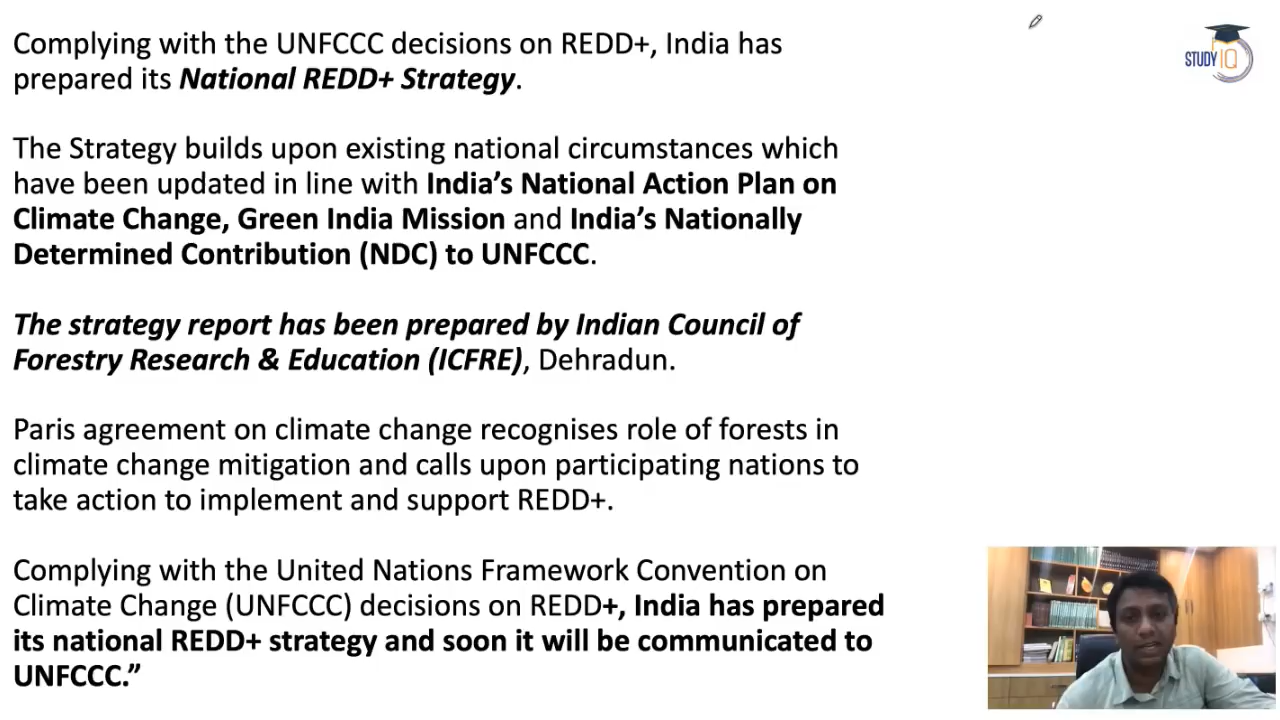 Complying with the UNFCCC decisions on REDD+, India has
prepared its National REDD+ Strategy.
The Strategy builds upon existing national circumstances which
have been updated in line with India’s National Action Plan on
Climate Change, Green India Mission and India’s Nationally
Determined Contribution (NDC) to UNFCCC.
The strategy report has been prepared by Indian Council of
Forestry Research & Education (ICFRE), Dehradun.
Paris agreement on climate change recognises role of forests in
climate change mitigation and calls upon participating nations to
take action to implement and support REDD+.
Complying with the United Nations Framework Convention on
Climate Change (UNFCCC) decisions on REDD+, India has prepared
its national REDD+ strategy and soon it will be communicated to
UNFCCC.”
STUDY IQ